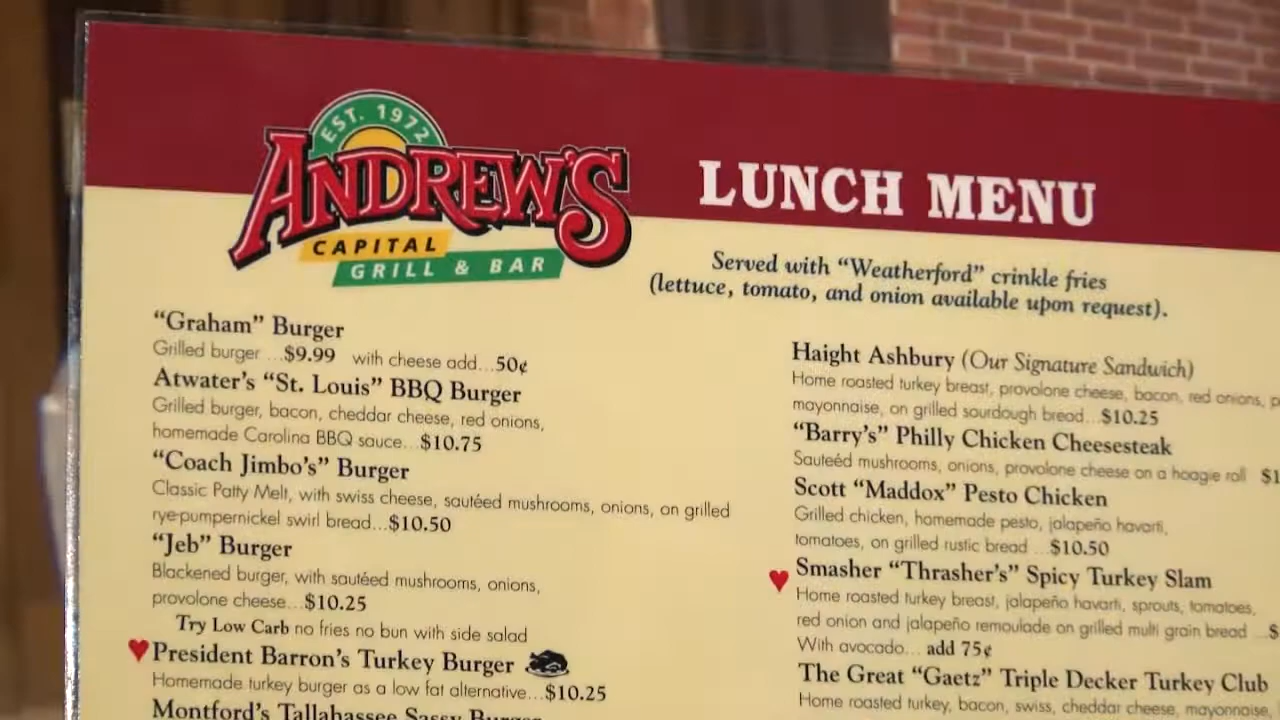 EST. 1972
ANDREW'S
CAPITAL
GRILL & BAR
LUNCH MENU
Served with “Weatherford” crinkle fries
(lettuce, tomato, and onion available upon request).
“Graham” Burger
Grilled burger ...$9.99 with cheese add...50¢
Atwater's “St. Louis” BBQ Burger
Grilled burger, bacon, cheddar cheese, red onions,
homemade Carolina BBQ sauce...$10.75
“Coach Jimbo's” Burger
Classic Patty Melt, with swiss cheese, sautéed mushrooms, onions, on grilled
rye-pumpernickel swirl bread...$10.50
“Jeb” Burger
Blackened burger, with sautéed mushrooms, onions,
provolone cheese...$10.25
Try Low Carb no fries no bun with side salad
President Barron's Turkey Burger
Homemade turkey burger as a low fat alternative...$10.25
Montford's Tallahassee Sassy Burger
Haight Ashbury (Our Signature Sandwich)
Home roasted turkey breast, provolone cheese, bacon, red onions,
mayonnaise, on grilled sourdough bread...$10.25
“Barry's” Philly Chicken Cheesesteak
Sauteéd mushrooms, onions, provolone cheese on a hoagie roll
Scott “Maddox” Pesto Chicken
Grilled chicken, homemade pesto, jalapeño havarti,
tomatoes, on grilled rustic bread ...$10.50
Smasher “Thrasher's” Spicy Turkey Slam
Home roasted turkey breast, jalapeño havarti, sprouts, tomatoes,
red onion and jalapeño remoulade on grilled multi grain bread ...$
With avocado... add 75¢
The Great “Gaetz” Triple Decker Turkey Club
Home roasted turkey, bacon, swiss, cheddar cheese, mayonnaise,